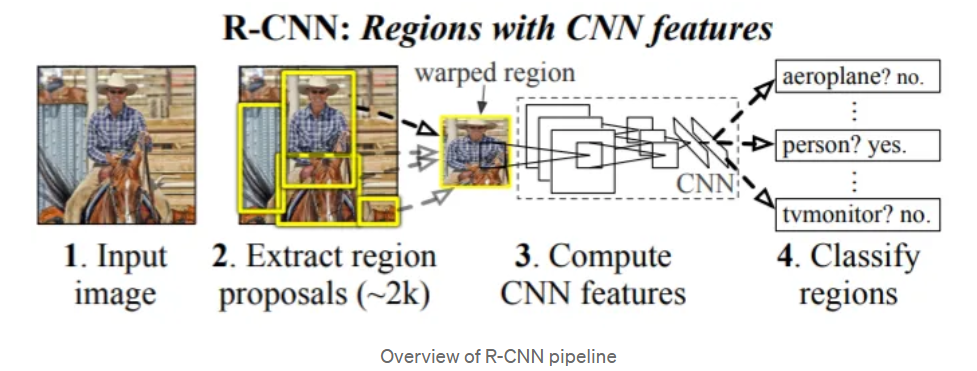 R-CNN: Regions with CNN features
warped region
aeroplane? no.
⋮
person? yes.
⋮
tvmonitor? no.
CNN
1. Input
image
2. Extract region
proposals (~2k)
3. Compute
CNN features
4. Classify
regions
Overview of R-CNN pipeline